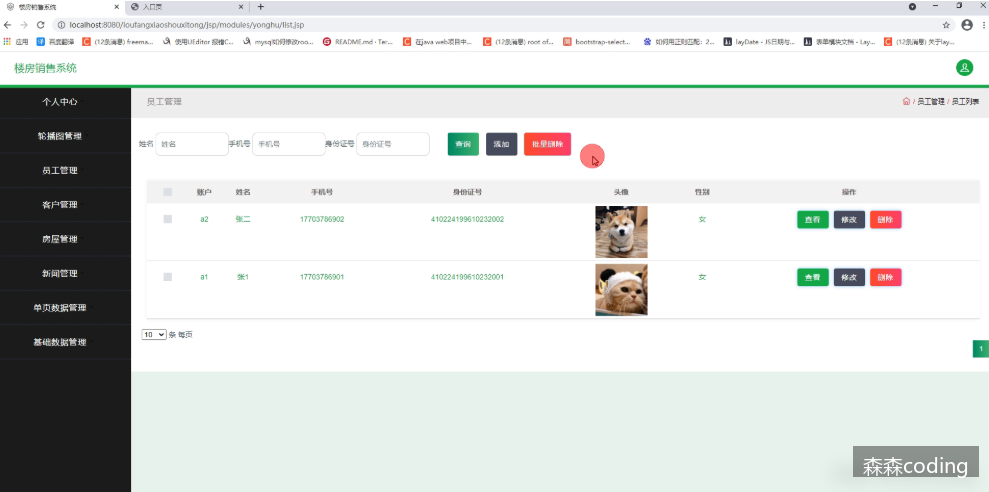 楼房销售系统
入口页
localhost:8080/loufangxiaoshouxitong/jsp/modules/yonghu/list.jsp
应用
百度翻译
(12条消息) freema...
使用UEditor 报错C...
mysql如何修改roo...
README.md · Ter...
在java web项目中...
(12条消息) root of...
bootstrap-select...
如何用正则匹配：2...
layDate - JS日期与...
表单模块文档 - Lay...
(12条消息) 关于lay...
楼房销售系统
个人中心
轮播图管理
员工管理
客户管理
房屋管理
新闻管理
单页数据管理
基础数据管理
员工管理
/ 员工管理 / 员工列表
姓名 姓名 手机号 手机号 身份证号 身份证号 查询 添加 批量删除
账户 姓名 手机号 身份证号 头像 性别 操作
a2 张二 17703786902 410224199610232002 女 查看 修改 删除
a1 张1 17703786901 410224199610232001 女 查看 修改 删除
10 条 每页
1
森森coding